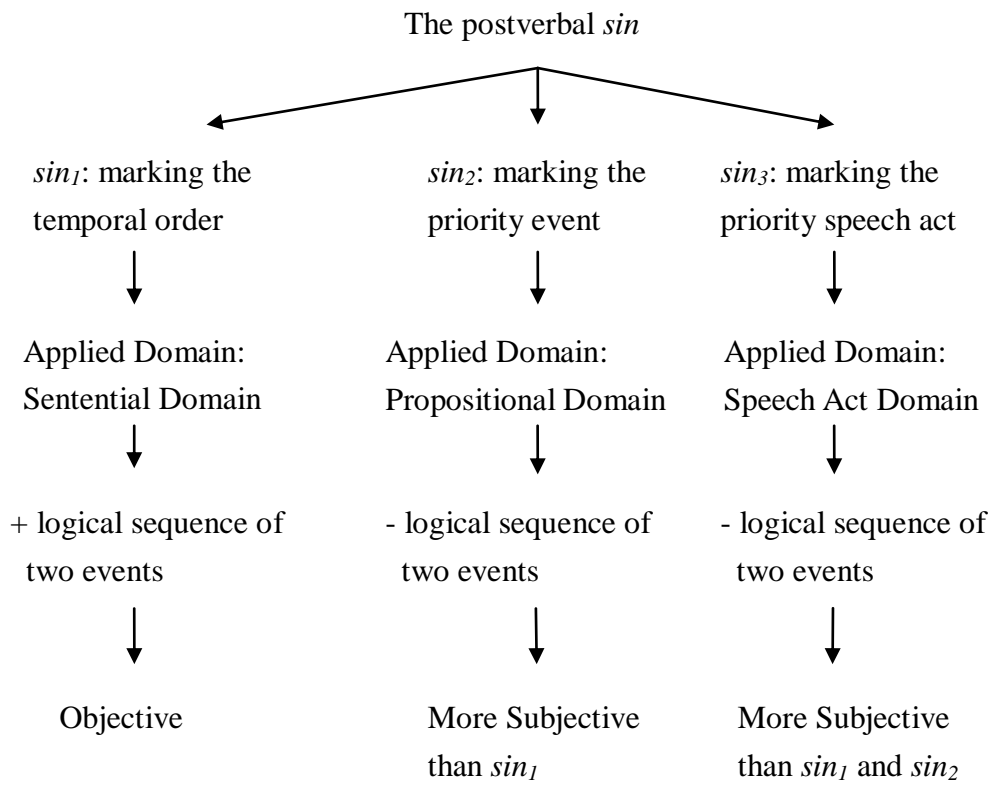 The postverbal sin
sin1: marking the
temporal order
sin2: marking the
priority event
sin3: marking the
priority speech act
Applied Domain:
Sentential Domain
Applied Domain:
Propositional Domain
Applied Domain:
Speech Act Domain
+ logical sequence of
two events
- logical sequence of
two events
- logical sequence of
two events
Objective
More Subjective
than sin1
More Subjective
than sin1 and sin2